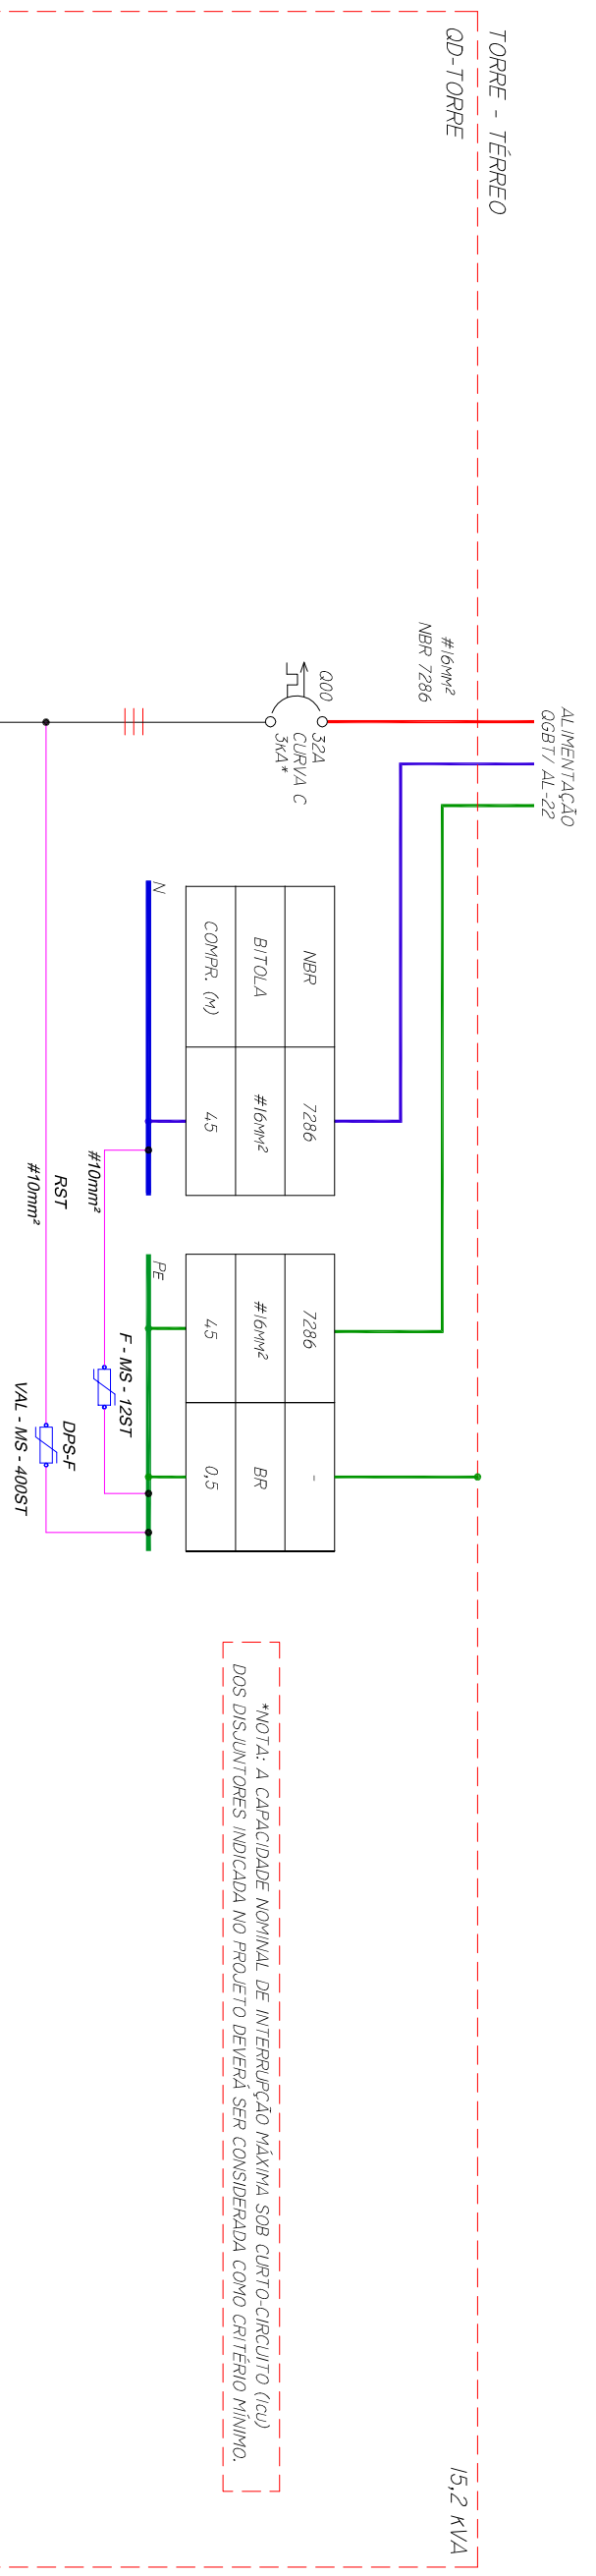 TORRE - TÉRREO
QD-TORRE
15,2 KVA
ALIMENTAÇÃO
QGBT/ AL-22
#16MM²
NBR 7286
Q00
32A
CURVA C
3KA*
NBR 7286
BITOLA #16MM²
COMPR. (M) 45
N
7286 -
#16MM² BR
45 0,5
PE
#10mm²
F - MS - 12ST
RST
#10mm²
DPS-F
VAL - MS - 400ST
*NOTA: A CAPACIDADE NOMINAL DE INTERRUPÇÃO MÁXIMA SOB CURTO-CIRCUITO (ICU)
DOS DISJUNTORES INDICADA NO PROJETO DEVERÁ SER CONSIDERADA COMO CRITÉRIO MÍNIMO.